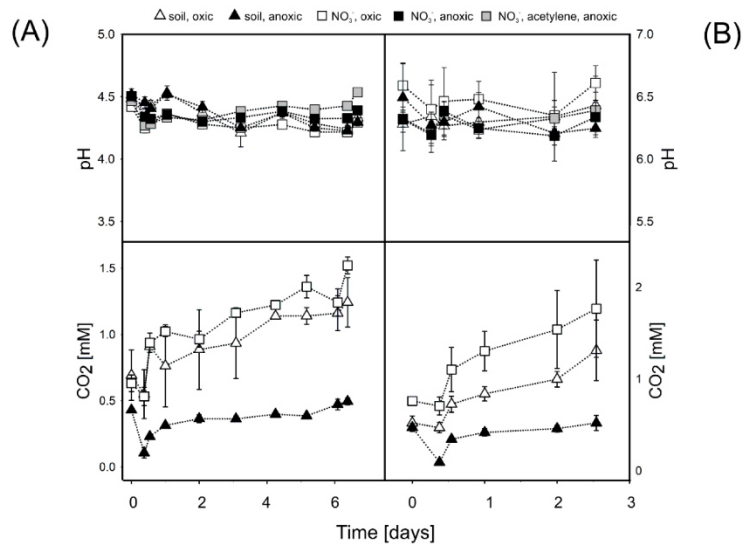 (A) soil, oxic soil, anoxic NO₃⁻, oxic NO₃⁻, anoxic NO₃⁻, acetylene, anoxic (B)
5.0
4.5
4.0
3.5
pH
7.0
6.5
6.0
5.5
pH
1.5
1.0
0.5
0.0
CO₂ [mM]
2
1
0
CO₂ [mM]
0 2 4 6 0 1 2 3
Time [days]